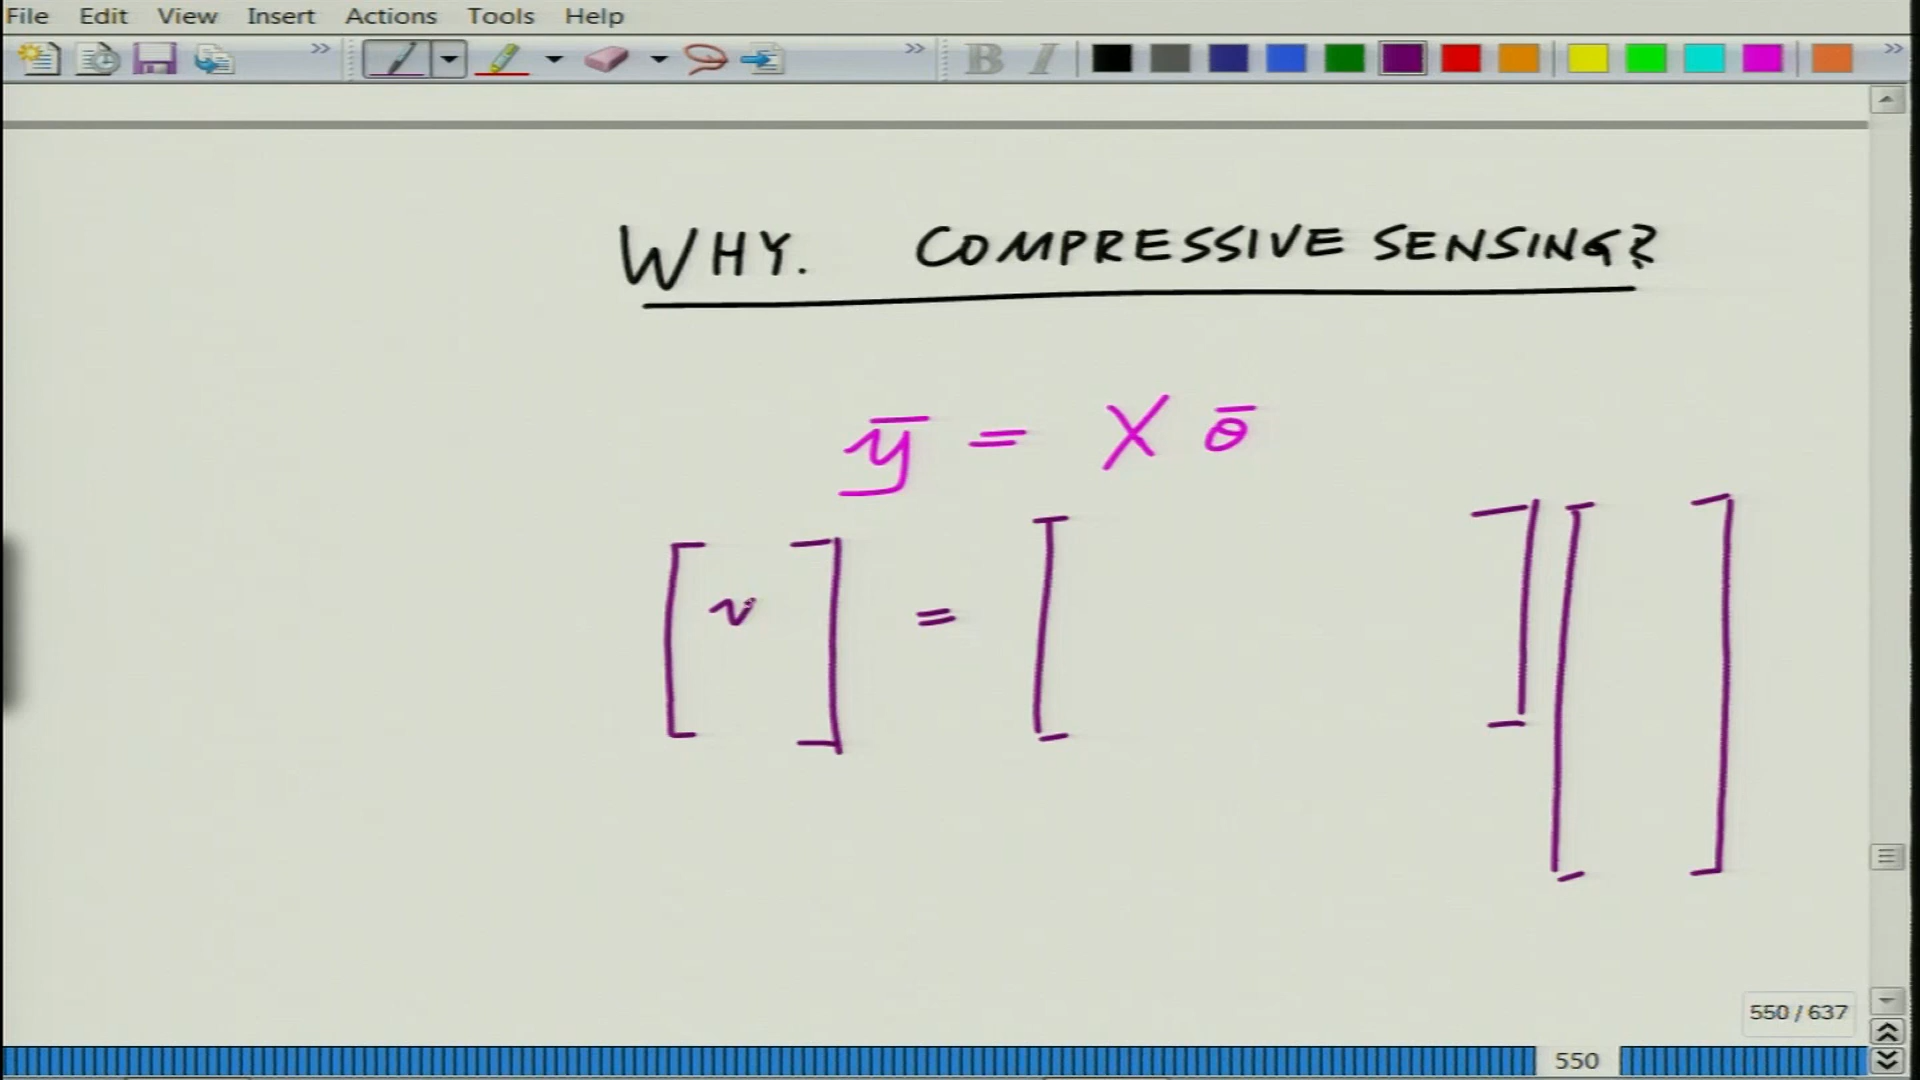 File Edit View Insert Actions Tools Help
B I
WHY. COMPRESSIVE SENSING?
ȳ = X θ̄
[ ~ ] = [ ] [ ]
550 / 637
550